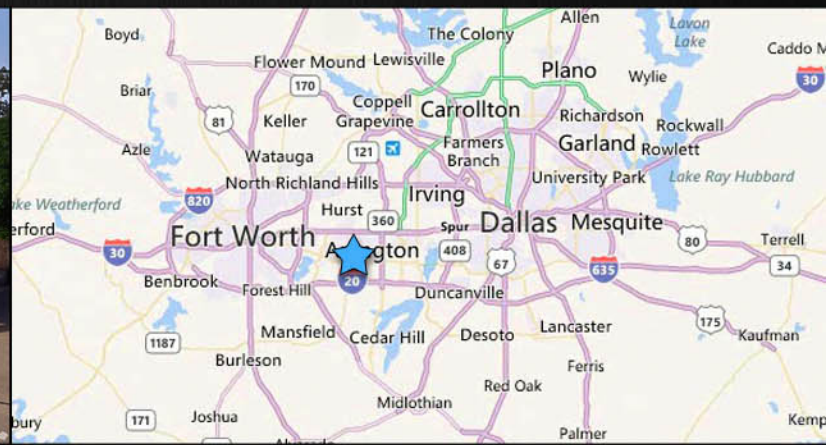 Allen
Boyd
The Colony
Lavon
Lake
Caddo M
Flower Mound
Lewisville
Plano
Wylie
30
Briar
170
Coppell
Carrollton
Richardson
81
Keller
Grapevine
Rockwall
Farmers
Branch
Garland
Rowlett
Azle
121
Watauga
University Park
Lake Ray Hubbard
North Richland Hills
Irving
820
ake Weatherford
Hurst
360
Spur
Dallas
Mesquite
erford
Fort Worth
408
80
Terrell
30
67
635
34
Benbrook
Forest Hill
20
Duncanville
175
Mansfield
Cedar Hill
Desoto
Lancaster
Kaufman
1187
Burleson
Ferris
Red Oak
Midlothian
bury
171
Joshua
Kemp
Palmer